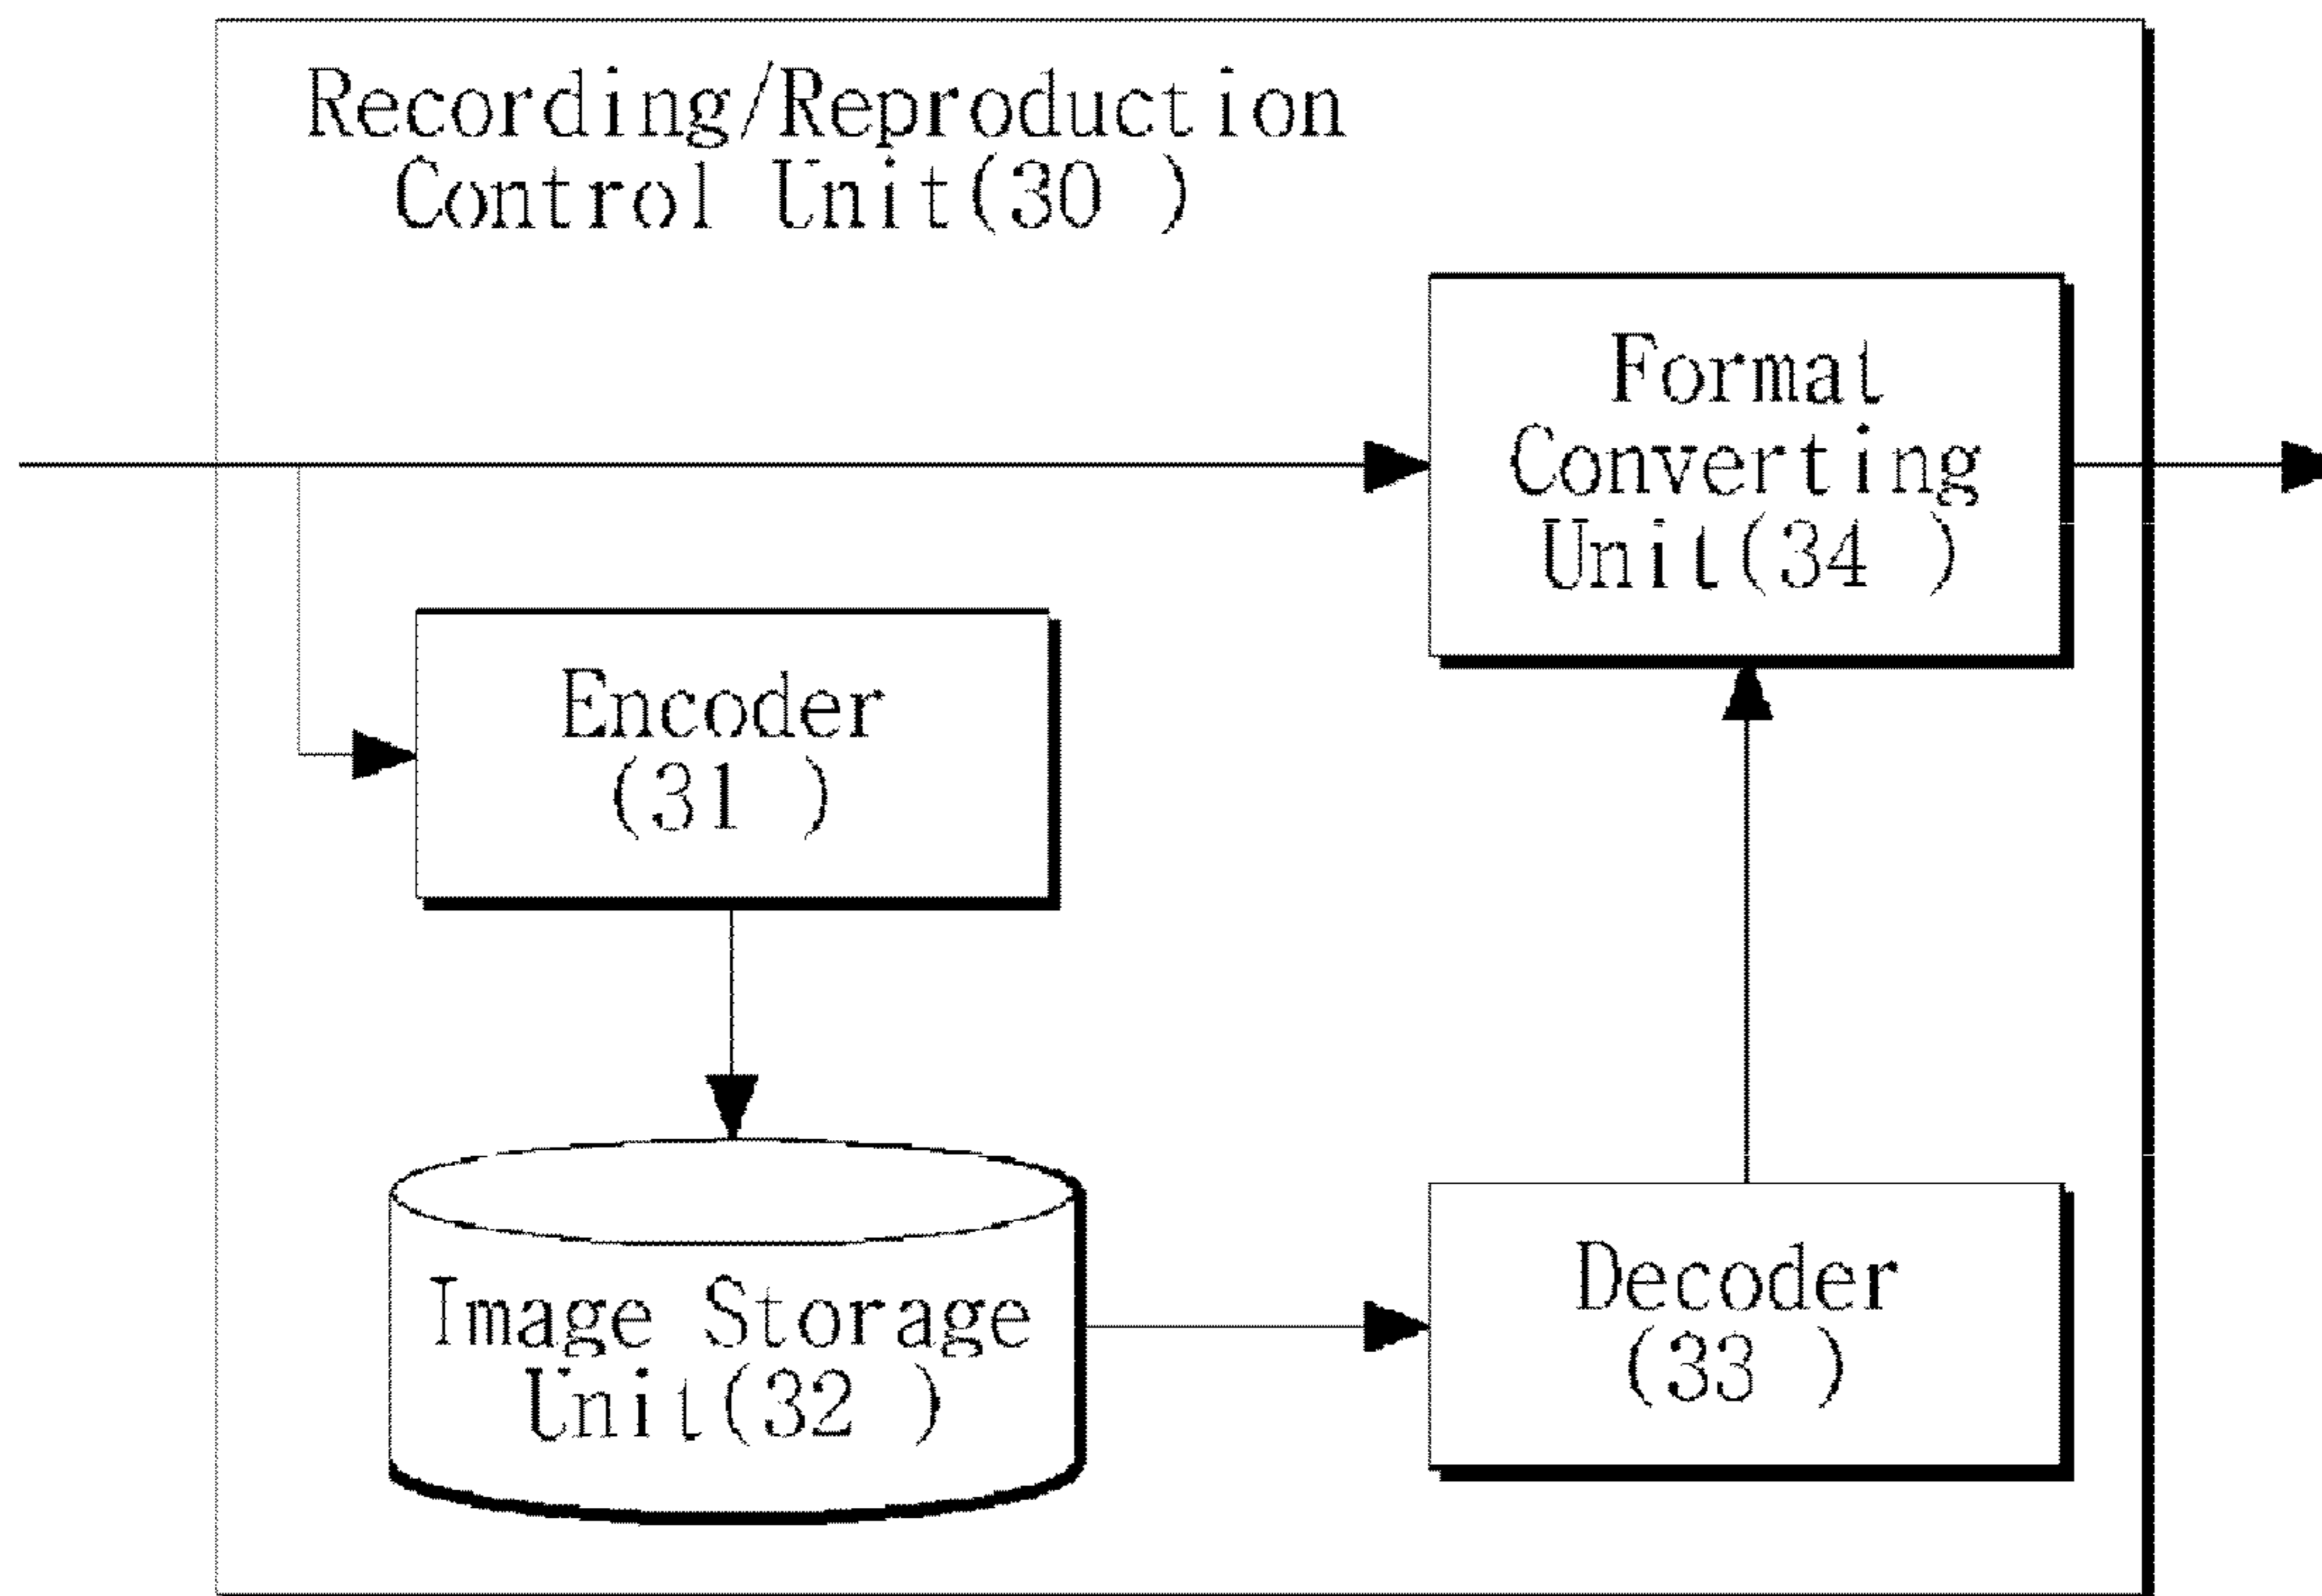 Recording/Reproduction
Control Unit(30 )
Format
Converting
Unit(34 )
Encoder
(31 )
Image Storage
Unit(32 )
Decoder
(33 )